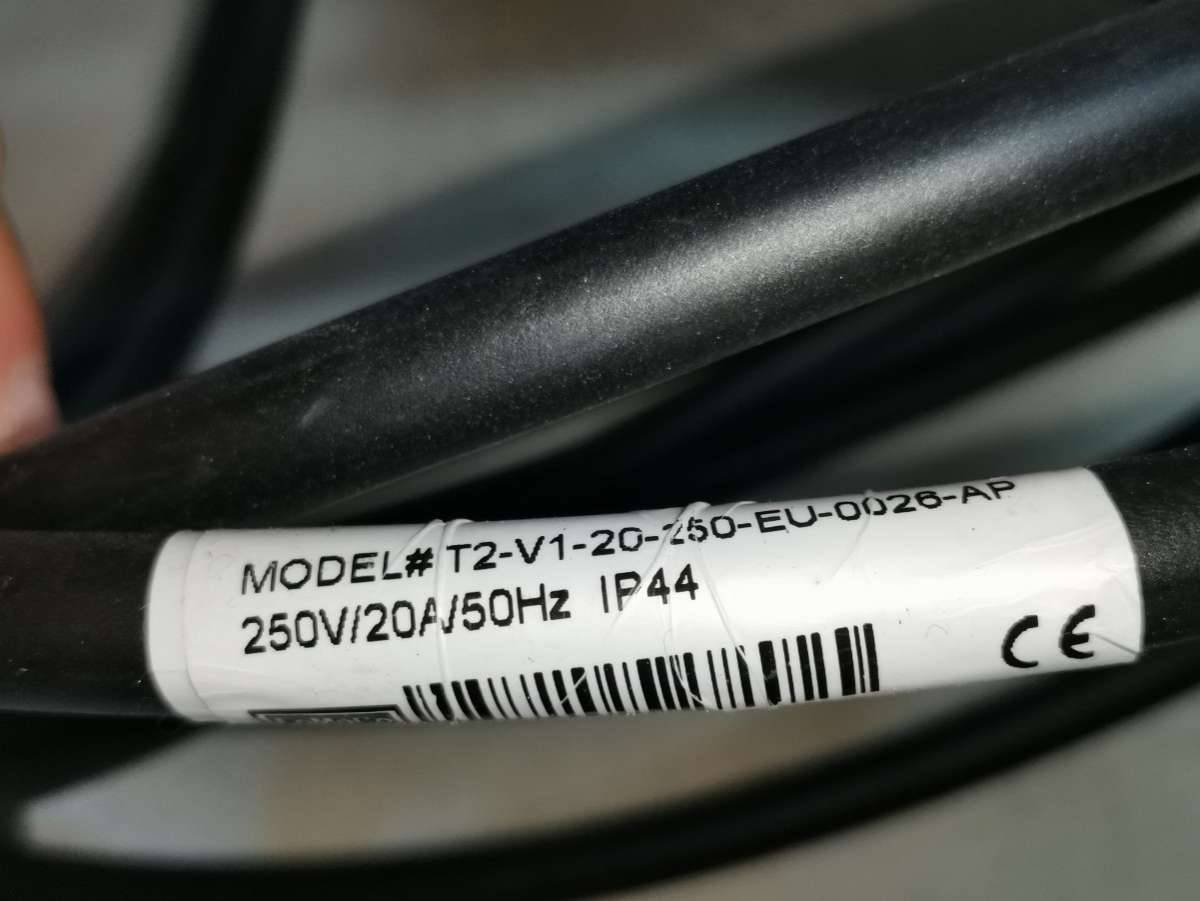 MODEL# T2-V1-20-250-EU-0026-AP
250V/20A/50Hz IP44
CE